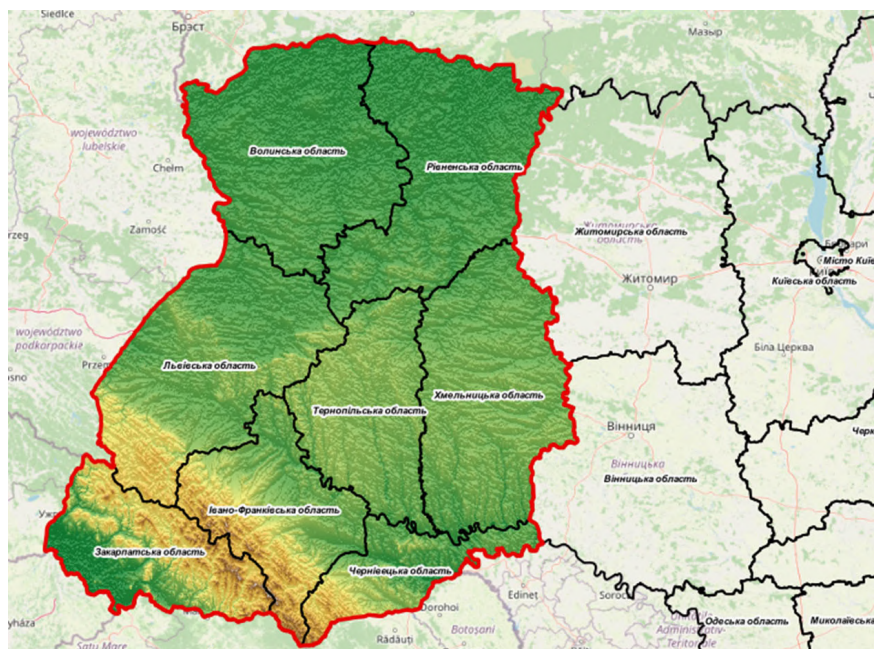 Siedlce
Брэст
Мазыр
województwo
lubelskie
Волинська область
Рівненська область
Chełm
Zamość
Житомирська область
Місто Київ
Київська область
Житомир
województwo
podkarpackie
Біла Церква
Львівська область
Хмельницька область
Тернопільська область
Вінниця
Вінницька
область
Вінницька область
Івано-Франківська область
Закарпатська область
Чернівецька область
Edineț
Dorohoi
Botoșani
Rădăuți
Satu Mare
Одеська область
Миколаївська